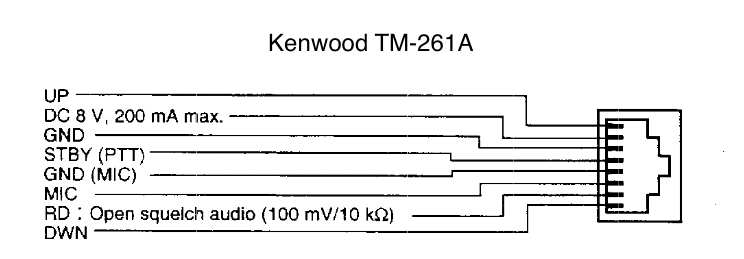 Kenwood TM-261A
UP
DC 8 V, 200 mA max.
GND
STBY (PTT)
GND (MIC)
MIC
RD : Open squelch audio (100 mV/10 kΩ)
DWN